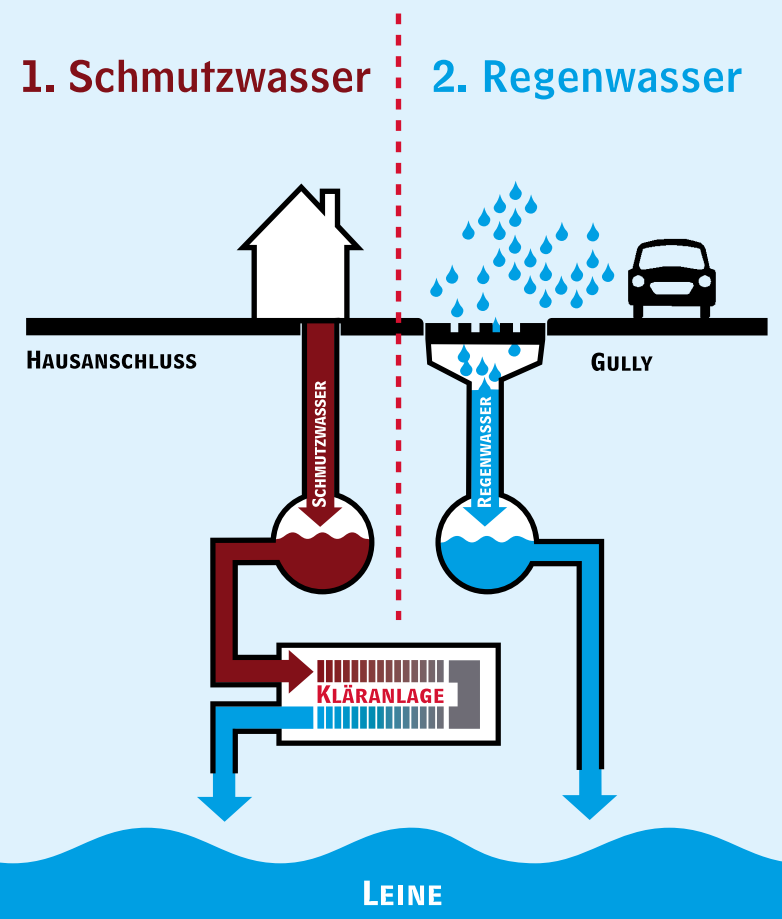 1. Schmutzwasser
2. Regenwasser
HAUSANSCHLUSS
GULLY
SCHMUTZWASSER
REGENWASSER
KLÄRANLAGE
LEINE